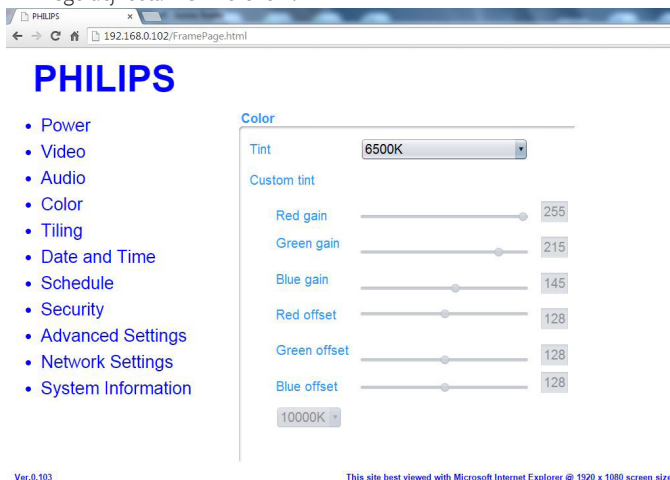 PHILIPS
192.168.0.102/FramePage.html
PHILIPS
• Power
• Video
• Audio
• Color
• Tiling
• Date and Time
• Schedule
• Security
• Advanced Settings
• Network Settings
• System Information
Color
Tint 6500K
Custom tint
Red gain 255
Green gain 215
Blue gain 145
Red offset 128
Green offset 128
Blue offset 128
10000K
Ver.0.103 This site best viewed with Microsoft Internet Explorer @ 1920 x 1080 screen size